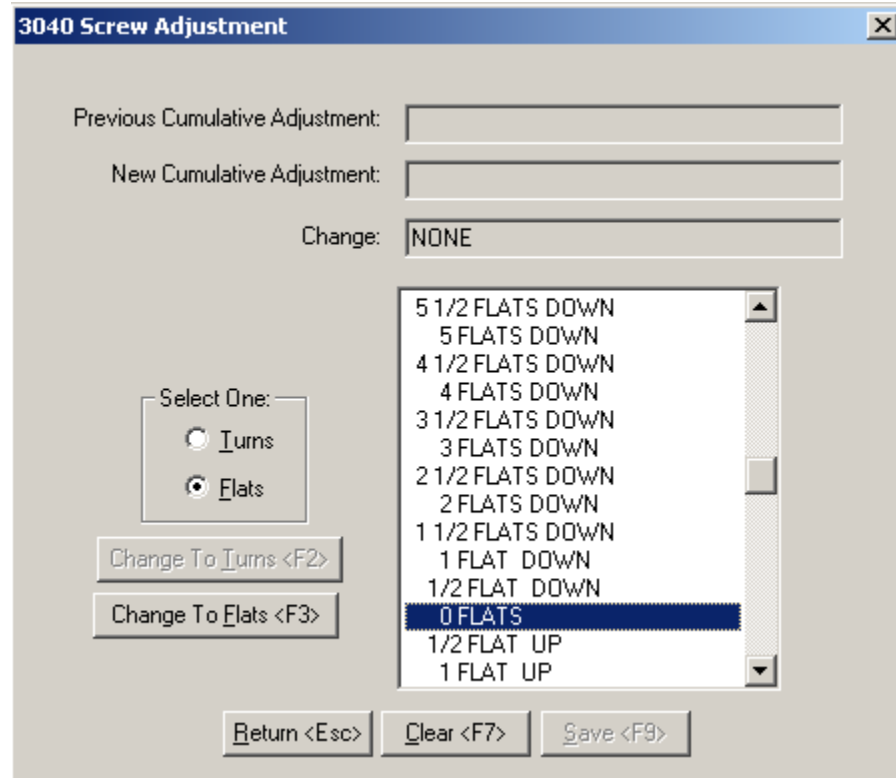 3040 Screw Adjustment
Previous Cumulative Adjustment:
New Cumulative Adjustment:
Change: NONE
5 1/2 FLATS DOWN
5 FLATS DOWN
4 1/2 FLATS DOWN
4 FLATS DOWN
3 1/2 FLATS DOWN
3 FLATS DOWN
2 1/2 FLATS DOWN
2 FLATS DOWN
1 1/2 FLATS DOWN
1 FLAT DOWN
1/2 FLAT DOWN
0 FLATS
1/2 FLAT UP
1 FLAT UP
Select One:
Turns
Flats
Change To Turns <F2>
Change To Flats <F3>
Return <Esc> Clear <F7> Save <F9>